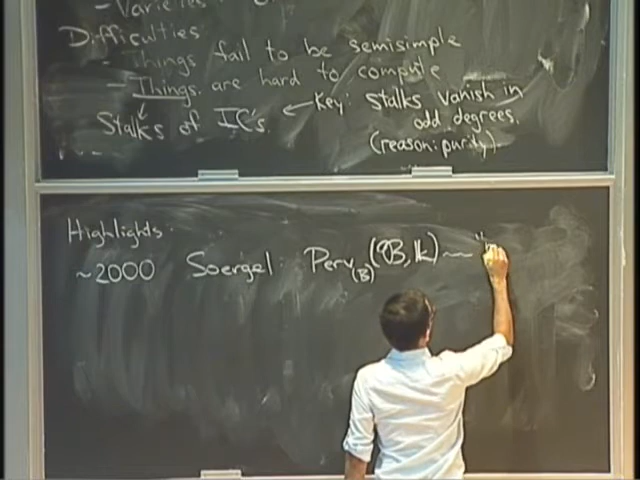 - Varieties
Difficulties
- Things fail to be semisimple
- Things are hard to compute
Stalks of IC's. ← Key: Stalks vanish in
odd degrees.
(reason: purity)
Highlights.
~2000 Soergel: Perv_(B)(𝓑, 𝕜) ~